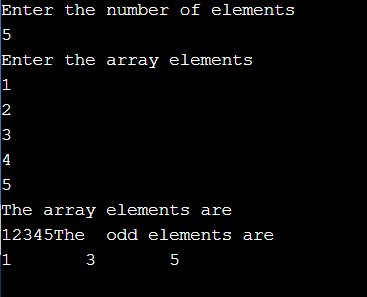 Enter the number of elements
5
Enter the array elements
1
2
3
4
5
The array elements are
12345The  odd elements are
1       3       5